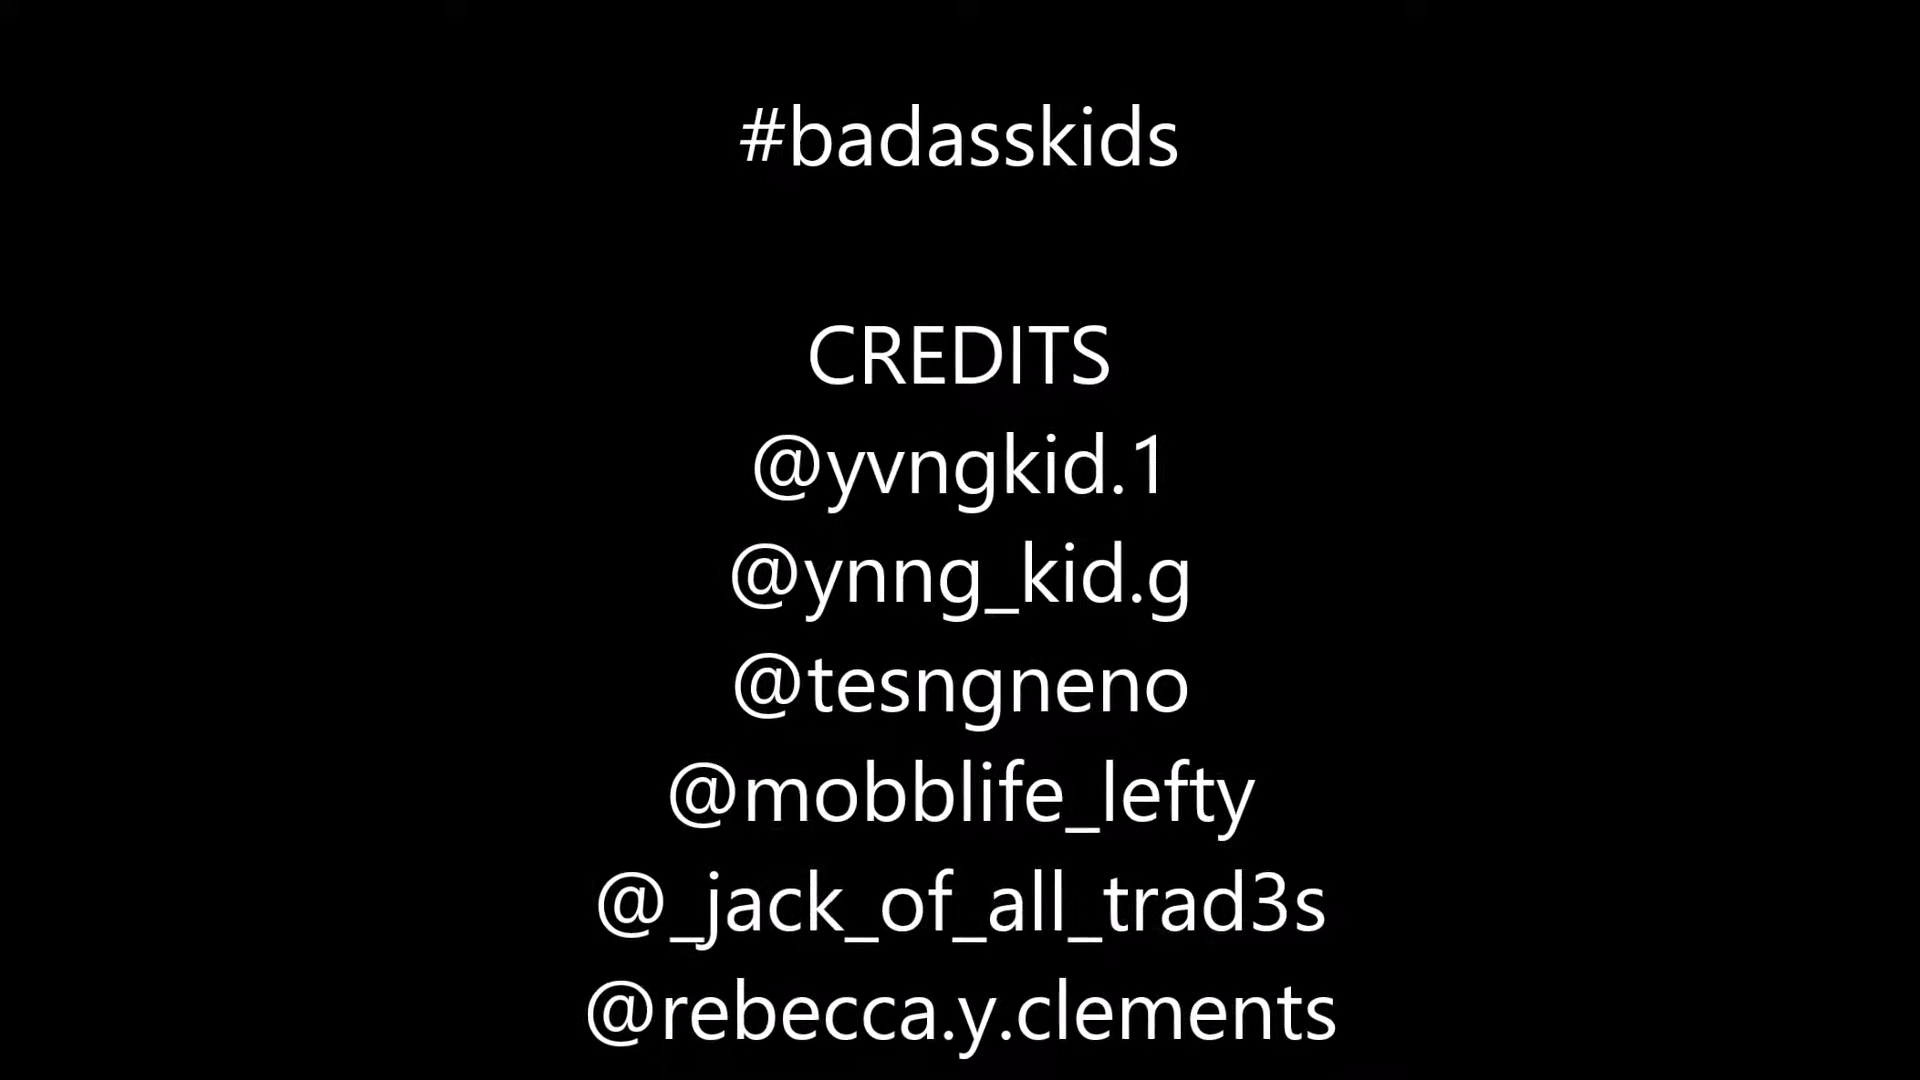 #badasskids
CREDITS
@yvngkid.1
@ynng_kid.g
@tesngneno
@mobblife_lefty
@_jack_of_all_trad3s
@rebecca.y.clements